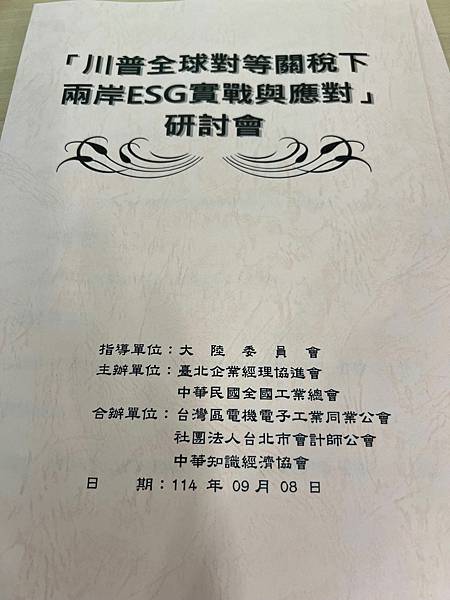 「川普全球對等關稅下
兩岸ESG實戰與應對」
研討會
指導單位：大陸委員會
主辦單位：臺北企業經理協進會
中華民國全國工業總會
合辦單位：台灣區電機電子工業同業公會
社團法人台北市會計師公會
中華知識經濟協會
日期：114 年 09 月 08 日